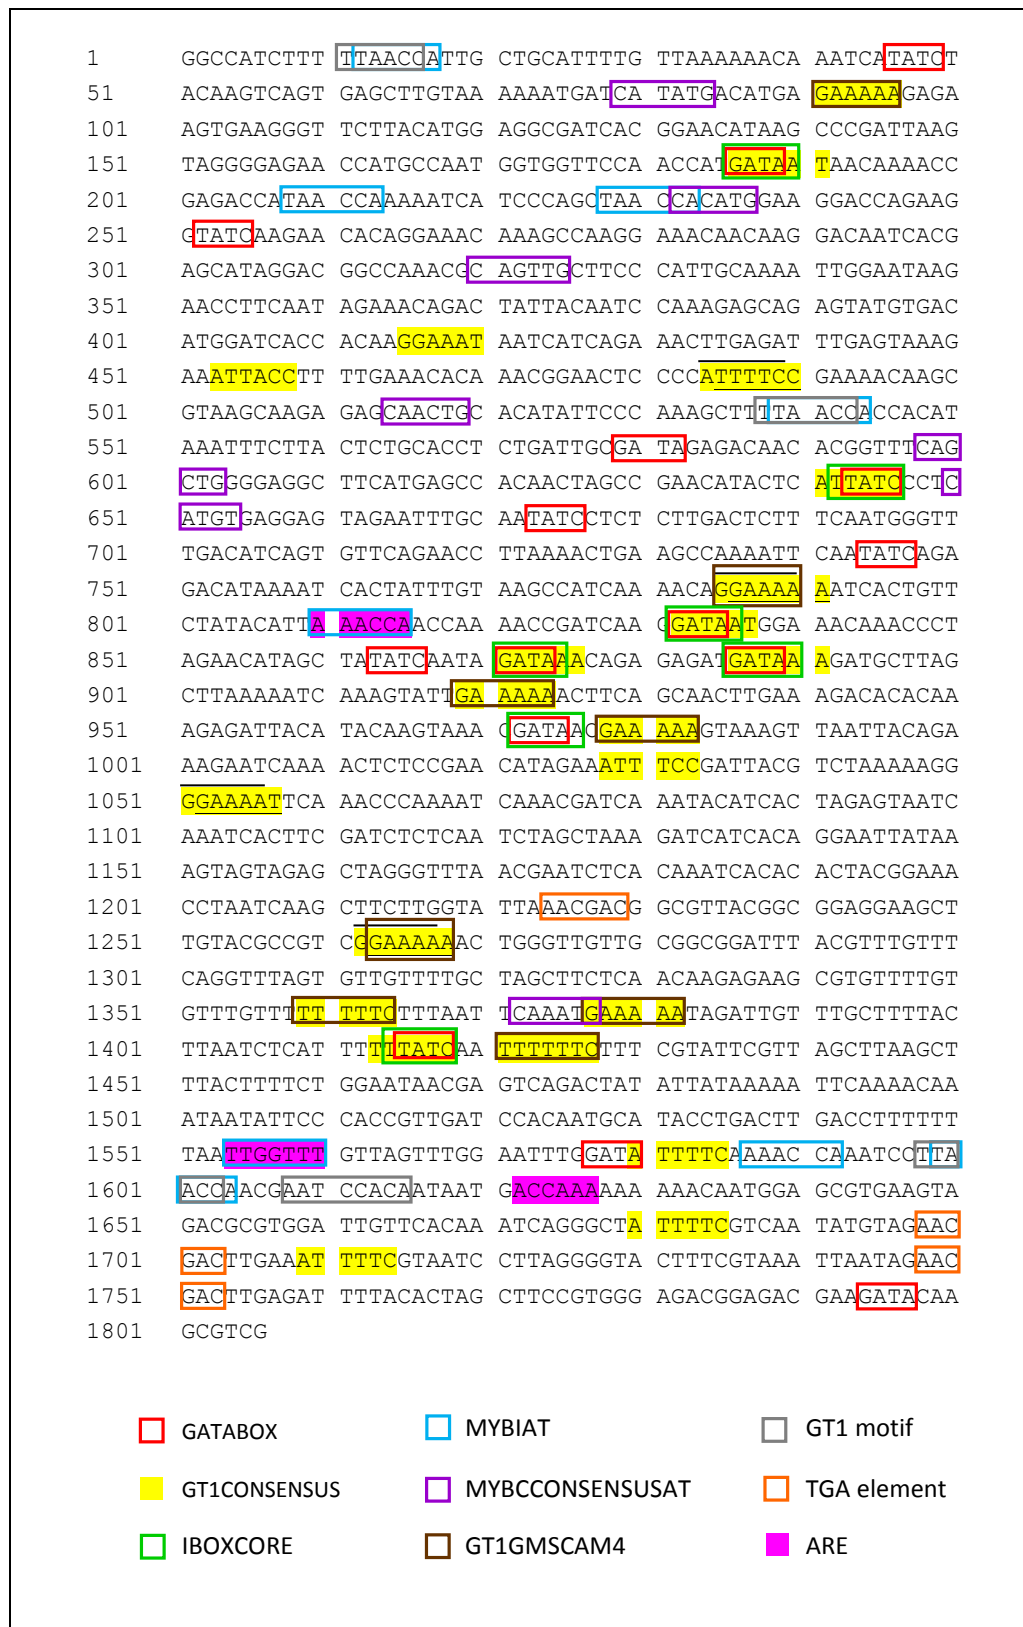 1 GGCCATCTTT TTAACCATTG CTGCATTTTG TTAAAAAACA AATCATATCT
51 ACAAGTCAGT GAGCTTGTAA AAAATGATCA TATGACATGA GAAAAAGAGA
101 AGTGAAGGGT TCTTACATGG AGGCGATCAC GGAACATAAG CCCGATTAAG
151 TAGGGGAGAA CCATGCCAAT GGTGGTTCCA ACCATGATAA TAACAAAACC
201 GAGACCATAA CCAAAAATCA TCCCAGCTAA CCACATGGAA GGACCAGAAG
251 GTATCAAGAA CACAGGAAAC AAAGCCAAGG AAACAACAAG GACAATCACG
301 AGCATAGGAC GGCCAAACGC AGTTGCTTCC CATTGCAAAA TTGGAATAAG
351 AACCTTCAAT AGAAACAGAC TATTACAATC CAAAGAGCAG AGTATGTGAC
401 ATGGATCACC ACAAGGAAAT AATCATCAGA AACTTGAGAT TTGAGTAAAG
451 AAATTACCTT TTGAAACACA AACGGAACTC CCCATTTTCC GAAAACAAGC
501 GTAAGCAAGA GAGCAACTGC ACATATTCCC AAAGCTTTTA ACCACCACAT
551 AAATTTCTTA CTCTGCACCT CTGATTGCGA TAGAGACAAC ACGGTTTCAG
601 CTGGGGAGGC TTCATGAGCC ACAACTAGCC GAACATACTC ATTATCCCTC
651 ATGTGAGGAG TAGAATTTGC AATATCCTCT CTTGACTCTT TCAATGGGTT
701 TGACATCAGT GTTCAGAACC TTAAAACTGA AGCCAAAATT CAATATCAGA
751 GACATAAAAT CACTATTTGT AAGCCATCAA AACAGGAAAA AATCACTGTT
801 CTATACATTA AACCAACCAA AACCGATCAA GGATAATGGA AACAAACCCT
851 AGAACATAGC TATATCAATA GATAAACAGA GAGATGATAA AGATGCTTAG
901 CTTAAAAATC AAAGTATTGA AAAAACTTCA GCAACTTGAA AGACACACAA
951 AGAGATTACA TACAAGTAAA CGATAACGAA AAAGTAAAGT TAATTACAGA
1001 AAGAATCAAA ACTCTCCGAA CATAGAAATT TCCGATTACG TCTAAAAAGG
1051 GGAAAATTCA AACCCAAAAT CAAACGATCA AATACATCAC TAGAGTAATC
1101 AAATCACTTC GATCTCTCAA TCTAGCTAAA GATCATCACA GGAATTATAA
1151 AGTAGTAGAG CTAGGGTTTA ACGAATCTCA CAAATCACAC ACTACGGAAA
1201 CCTAATCAAGC TTCTTGGTA TTAAACGACG GCGTTACGGC GGAGGAAGCT
1251 TGTACGCCGT CGGAAAAAACT TGGGTTGTTG CGGCGGATTT ACGTTTGTTT
1301 CAGGTTTAGT GTTGTTTTGC TAGCTTCTCA ACAAGAGAAG CGTGTTTTGT
1351 GTTTGTTTTT TTTCTTTAAT TCAAATGAAA AATAGATTGT TTGCTTTTAC
1401 TTAATCTCAT TTTTATCAA TTTTTTCTTT CGTATTCGTT AGCTTAAGCT
1451 TTACTTTTCT GGAATAACGA GTCAGACTAT ATTATAAAAA TTCAAAACAA
1501 ATAATATTCC CACCGTTGAT CCACAATGCA TACCTGACTT GACCTTTTTT
1551 TAATTGGTTT GTTAGTTTGG AATTTGGATA TTTTCAAAAC CAAATCCTTA
1601 ACCAACGAAT CCACAATAAT GACCAAAAAA AACAATGGAG CGTGAAGTA
1651 GACGCGTGGA TTGTTCACAA ATCAGGGCTA TTTTCGTCAA TATGTAGAAC
1701 GACTTGAAAT TTTTCGTAATC CTTAGGGGTA CTTTCGTAAA TTAATAGAAC
1751 GACTTGAGAT TTTACACTAG CTTCCGTGGG AGACGGAGAC GAAGATACAA
1801 GCGTCG
GATABOX MYBIAT GT1 motif
GT1CONSENSUS MYBCCONSENSUSAT TGA element
IBOXCORE GT1GMSCAM4 ARE